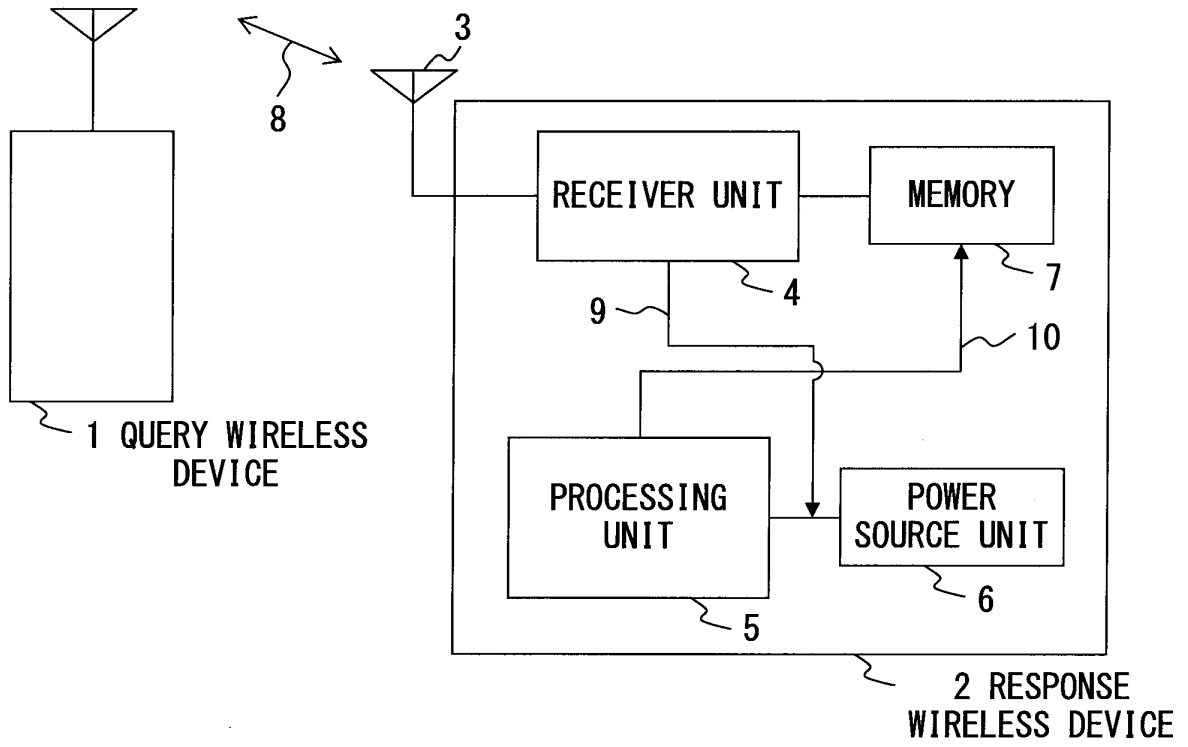 3
8
RECEIVER UNIT
MEMORY
4
7
9
10
1 QUERY WIRELESS
DEVICE
PROCESSING
UNIT
POWER
SOURCE UNIT
5
6
2 RESPONSE
WIRELESS DEVICE